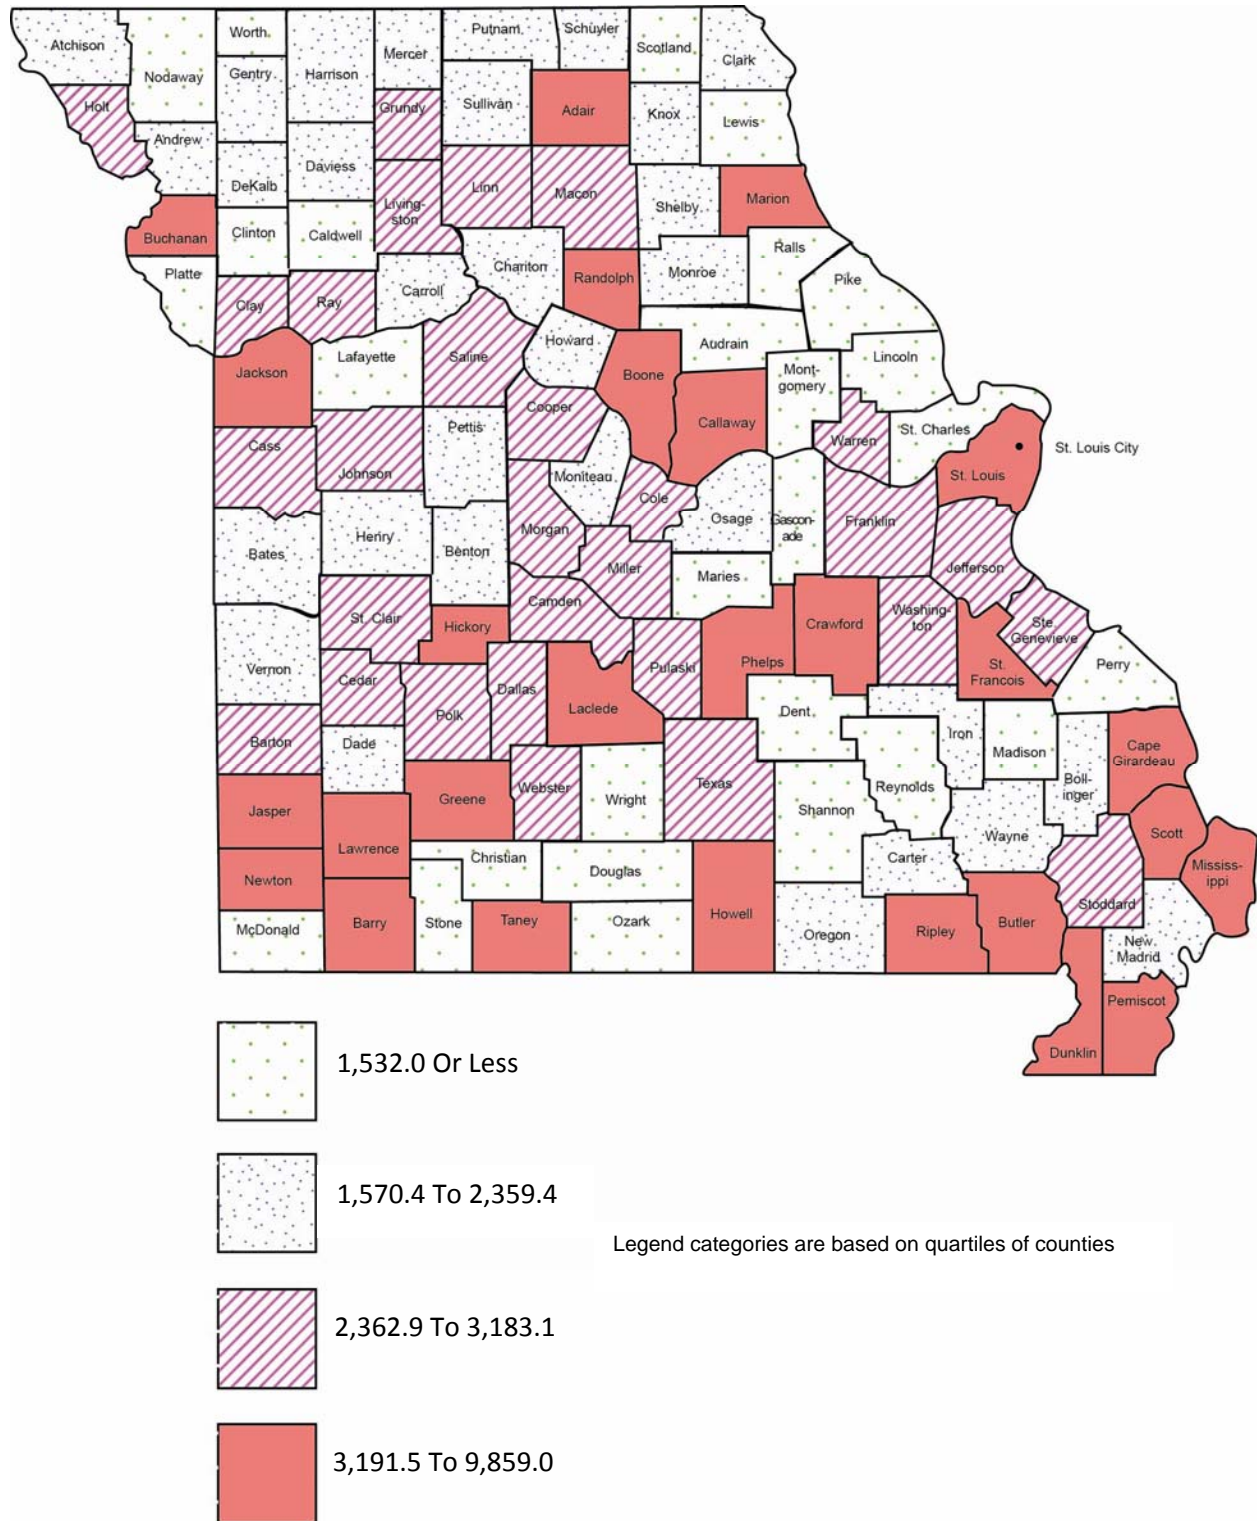 Atchison
Nodaway
Worth
Gentry
Harrison
Mercer
Putnam
Schuyler
Scotland
Clark
Holt
Andrew
DeKalb
Daviess
Grundy
Sullivan
Adair
Knox
Lewis
Buchanan
Clinton
Caldwell
Living-
ston
Linn
Macon
Shelby
Marion
Platte
Clay
Ray
Carroll
Chariton
Randolph
Monroe
Ralls
Pike
Jackson
Lafayette
Saline
Howard
Boone
Audrain
Callaway
Mont-
gomery
Lincoln
Warren
St. Charles
St. Louis
St. Louis City
Cass
Johnson
Pettis
Cooper
Moniteau
Cole
Osage
Gascon-
ade
Franklin
Jefferson
Bates
Henry
Benton
Morgan
Miller
Maries
Camden
St. Clair
Hickory
Pulaski
Phelps
Crawford
Washing-
ton
St.
Francois
Ste.
Genevieve
Perry
Vernon
Cedar
Polk
Dallas
Laclede
Dent
Iron
Madison
Boll-
inger
Cape
Girardeau
Barton
Dade
Greene
Webster
Wright
Texas
Shannon
Reynolds
Wayne
Scott
Mississ-
ippi
Jasper
Lawrence
Christian
Douglas
Carter
Stoddard
Newton
McDonald
Barry
Stone
Taney
Ozark
Howell
Oregon
Ripley
Butler
New
Madrid
Dunklin
Pemiscot
1,532.0 Or Less
1,570.4 To 2,359.4
Legend categories are based on quartiles of counties
2,362.9 To 3,183.1
3,191.5 To 9,859.0